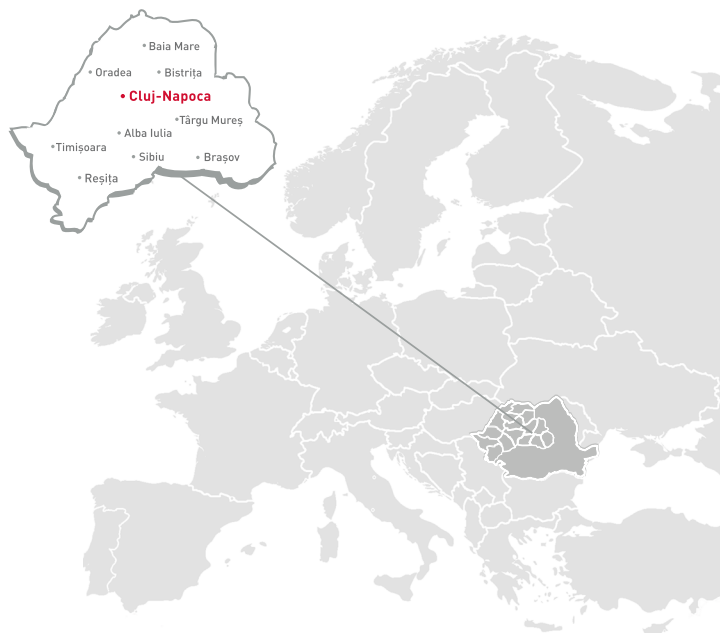 Baia Mare
Oradea
Bistrița
Cluj-Napoca
Târgu Mureș
Alba Iulia
Timișoara
Sibiu
Brașov
Reșița